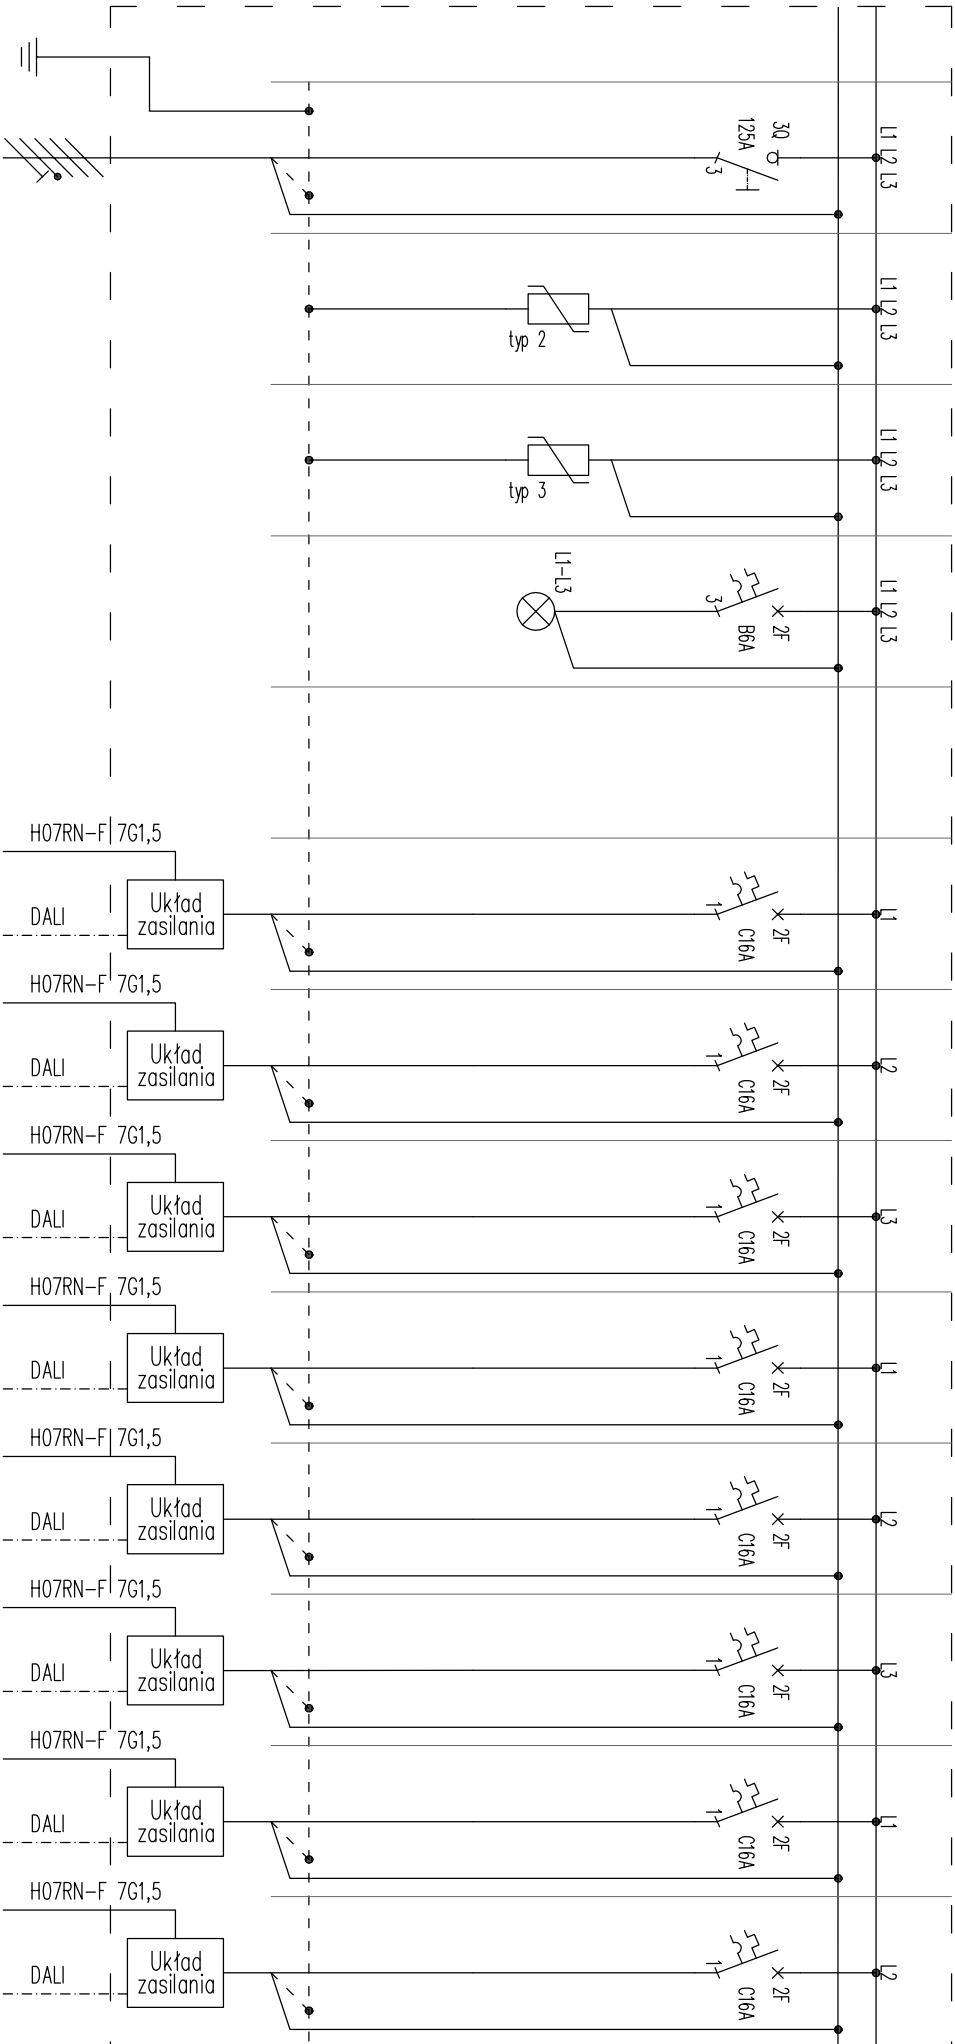 L1 L2 L3
3Q
125A
3
L1 L2 L3
typ 2
L1 L2 L3
typ 3
L1 L2 L3
L1-L3
3
2F
B6A
H07RN-F 7G1,5
DALI
Układ
zasilania
1
2F
C16A
L1
H07RN-F 7G1,5
DALI
Układ
zasilania
1
2F
C16A
L2
H07RN-F 7G1,5
DALI
Układ
zasilania
1
2F
C16A
L3
H07RN-F 7G1,5
DALI
Układ
zasilania
1
2F
C16A
L1
H07RN-F 7G1,5
DALI
Układ
zasilania
1
2F
C16A
L2
H07RN-F 7G1,5
DALI
Układ
zasilania
1
2F
C16A
L3
H07RN-F 7G1,5
DALI
Układ
zasilania
1
2F
C16A
L1
H07RN-F 7G1,5
DALI
Układ
zasilania
1
2F
C16A
L2